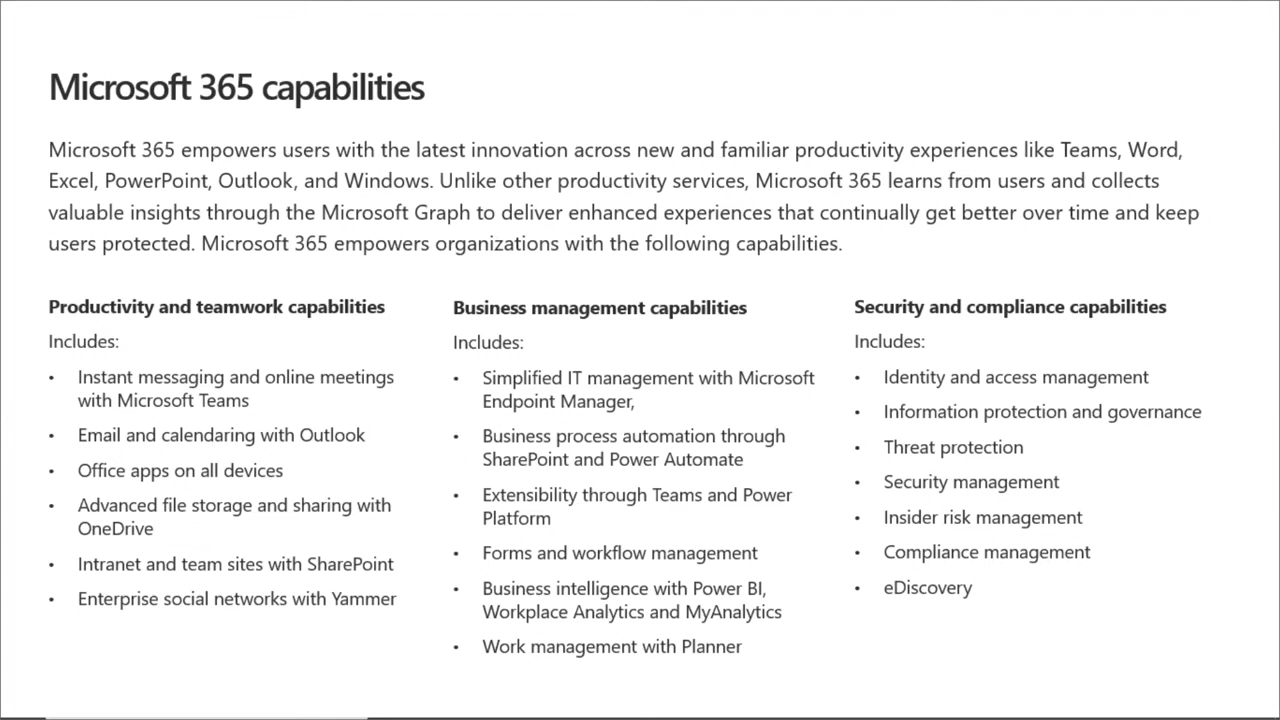 Microsoft 365 capabilities
Microsoft 365 empowers users with the latest innovation across new and familiar productivity experiences like Teams, Word,
Excel, PowerPoint, Outlook, and Windows. Unlike other productivity services, Microsoft 365 learns from users and collects
valuable insights through the Microsoft Graph to deliver enhanced experiences that continually get better over time and keep
users protected. Microsoft 365 empowers organizations with the following capabilities.
Productivity and teamwork capabilities
Includes:
• Instant messaging and online meetings
with Microsoft Teams
• Email and calendaring with Outlook
• Office apps on all devices
• Advanced file storage and sharing with
OneDrive
• Intranet and team sites with SharePoint
• Enterprise social networks with Yammer
Business management capabilities
Includes:
• Simplified IT management with Microsoft
Endpoint Manager,
• Business process automation through
SharePoint and Power Automate
• Extensibility through Teams and Power
Platform
• Forms and workflow management
• Business intelligence with Power BI,
Workplace Analytics and MyAnalytics
• Work management with Planner
Security and compliance capabilities
Includes:
• Identity and access management
• Information protection and governance
• Threat protection
• Security management
• Insider risk management
• Compliance management
• eDiscovery